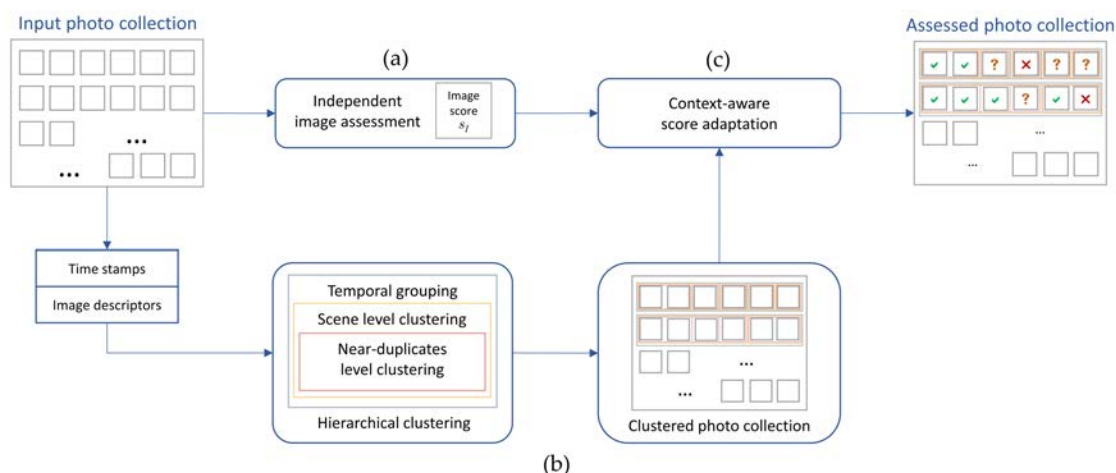 Input photo collection
Assessed photo collection
(a)
(c)
Independent
image assessment
Image
score
s_I
Context-aware
score adaptation
✓ ✓ ? ✕ ? ?
✓ ✓ ✓ ? ✓ ✕
...
...
...
...
Time stamps
Image descriptors
Temporal grouping
Scene level clustering
Near-duplicates
level clustering
Hierarchical clustering
...
...
Clustered photo collection
(b)